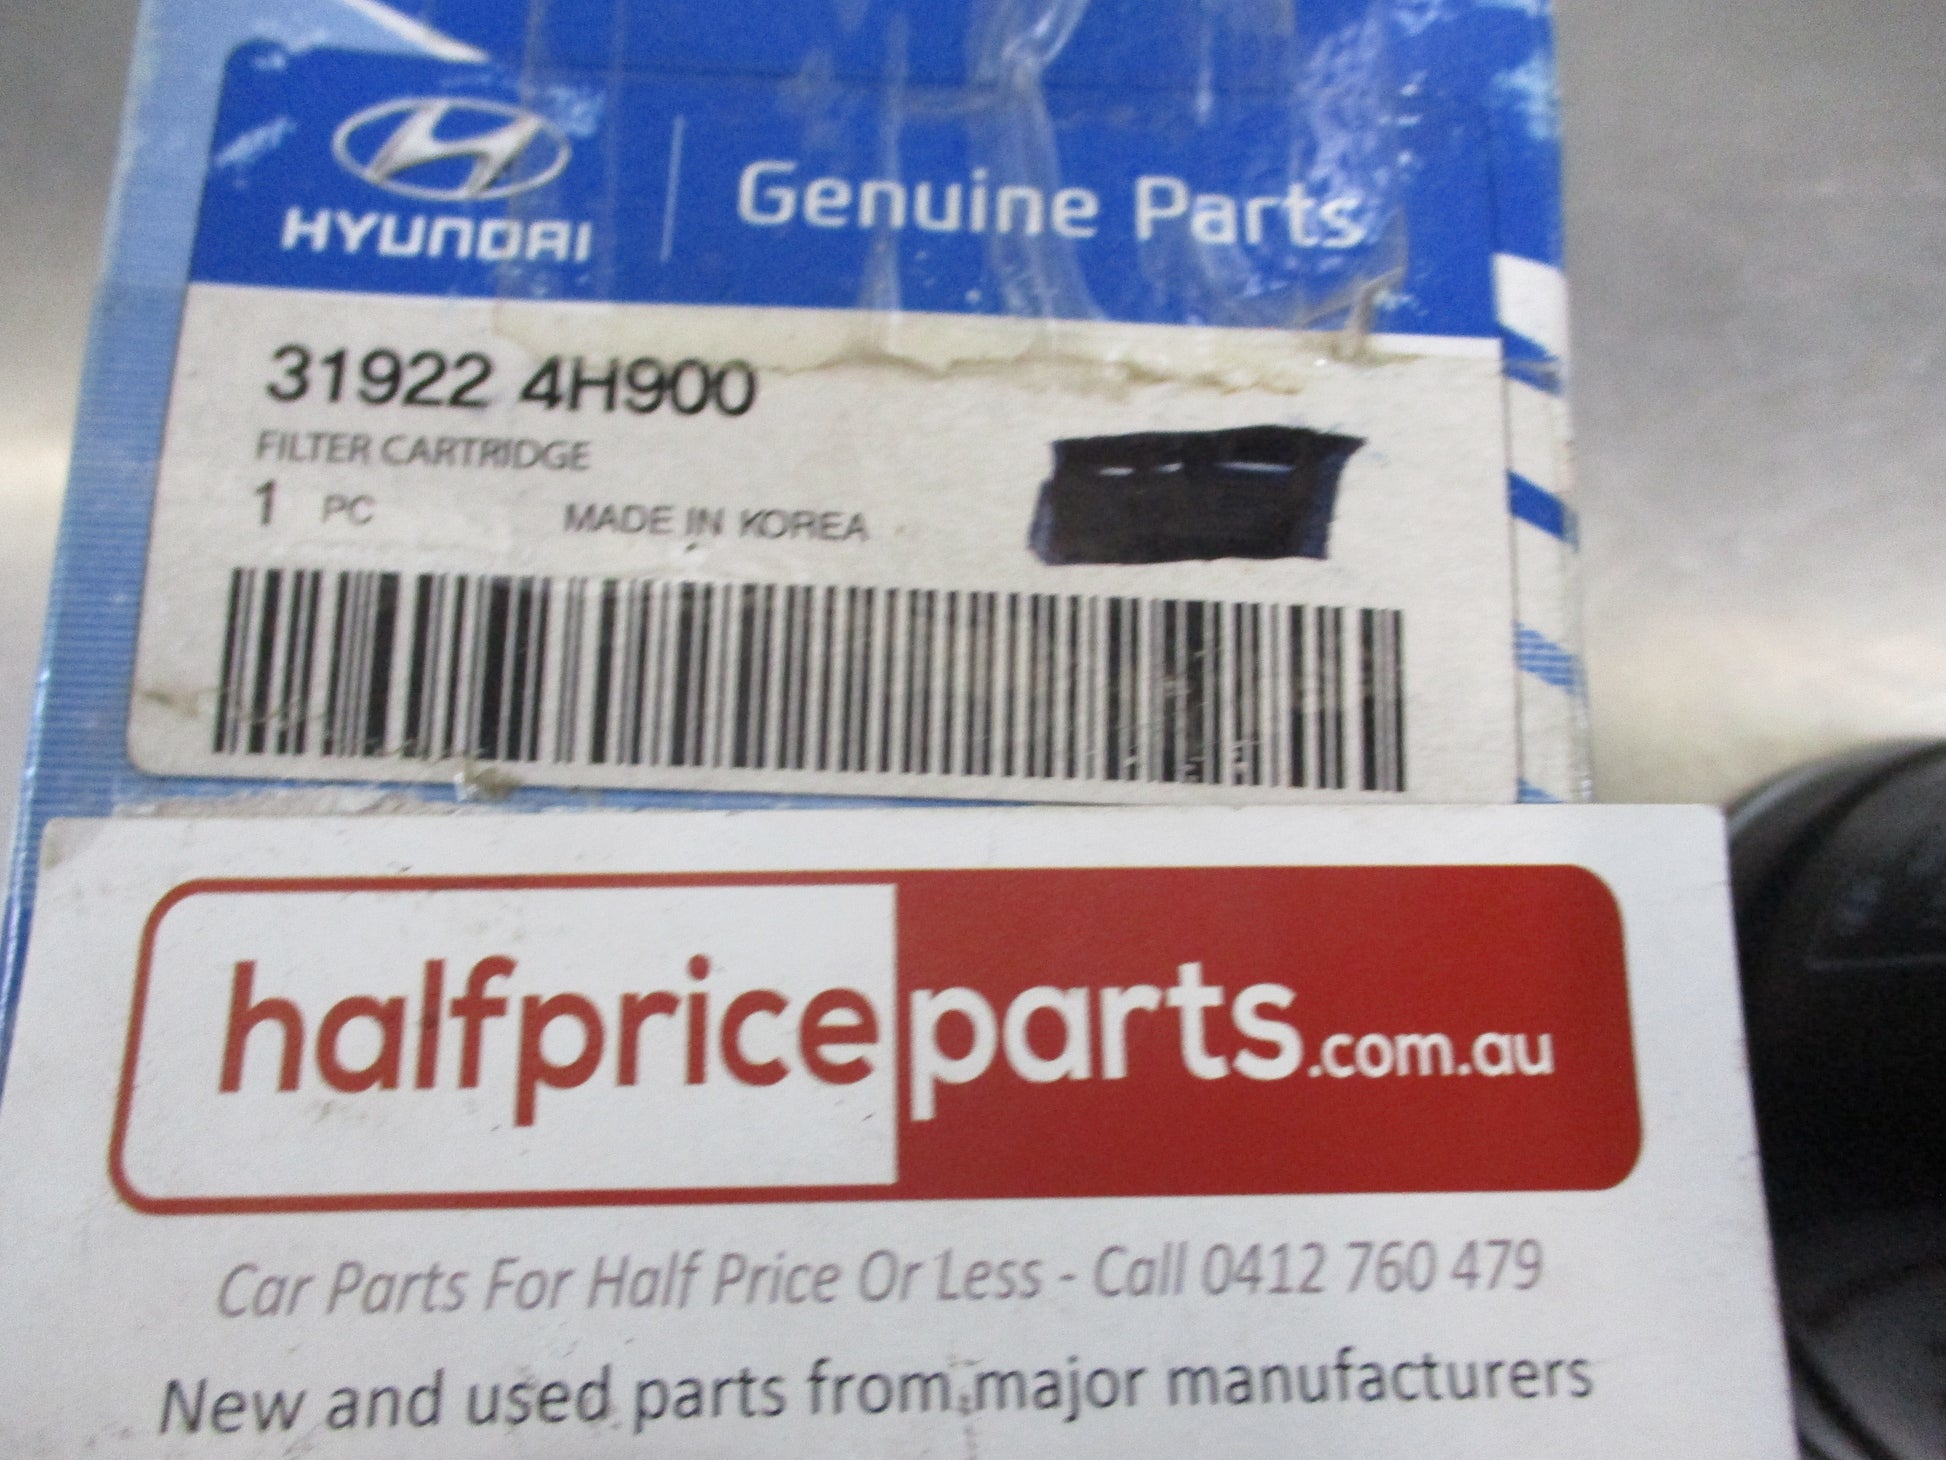 HYUNDAI
Genuine Parts
31922 4H900
FILTER CARTRIDGE
1 PC MADE IN KOREA
halfpriceparts.com.au
Car Parts For Half Price Or Less - Call 0412 760 479
New and used parts from major manufacturers